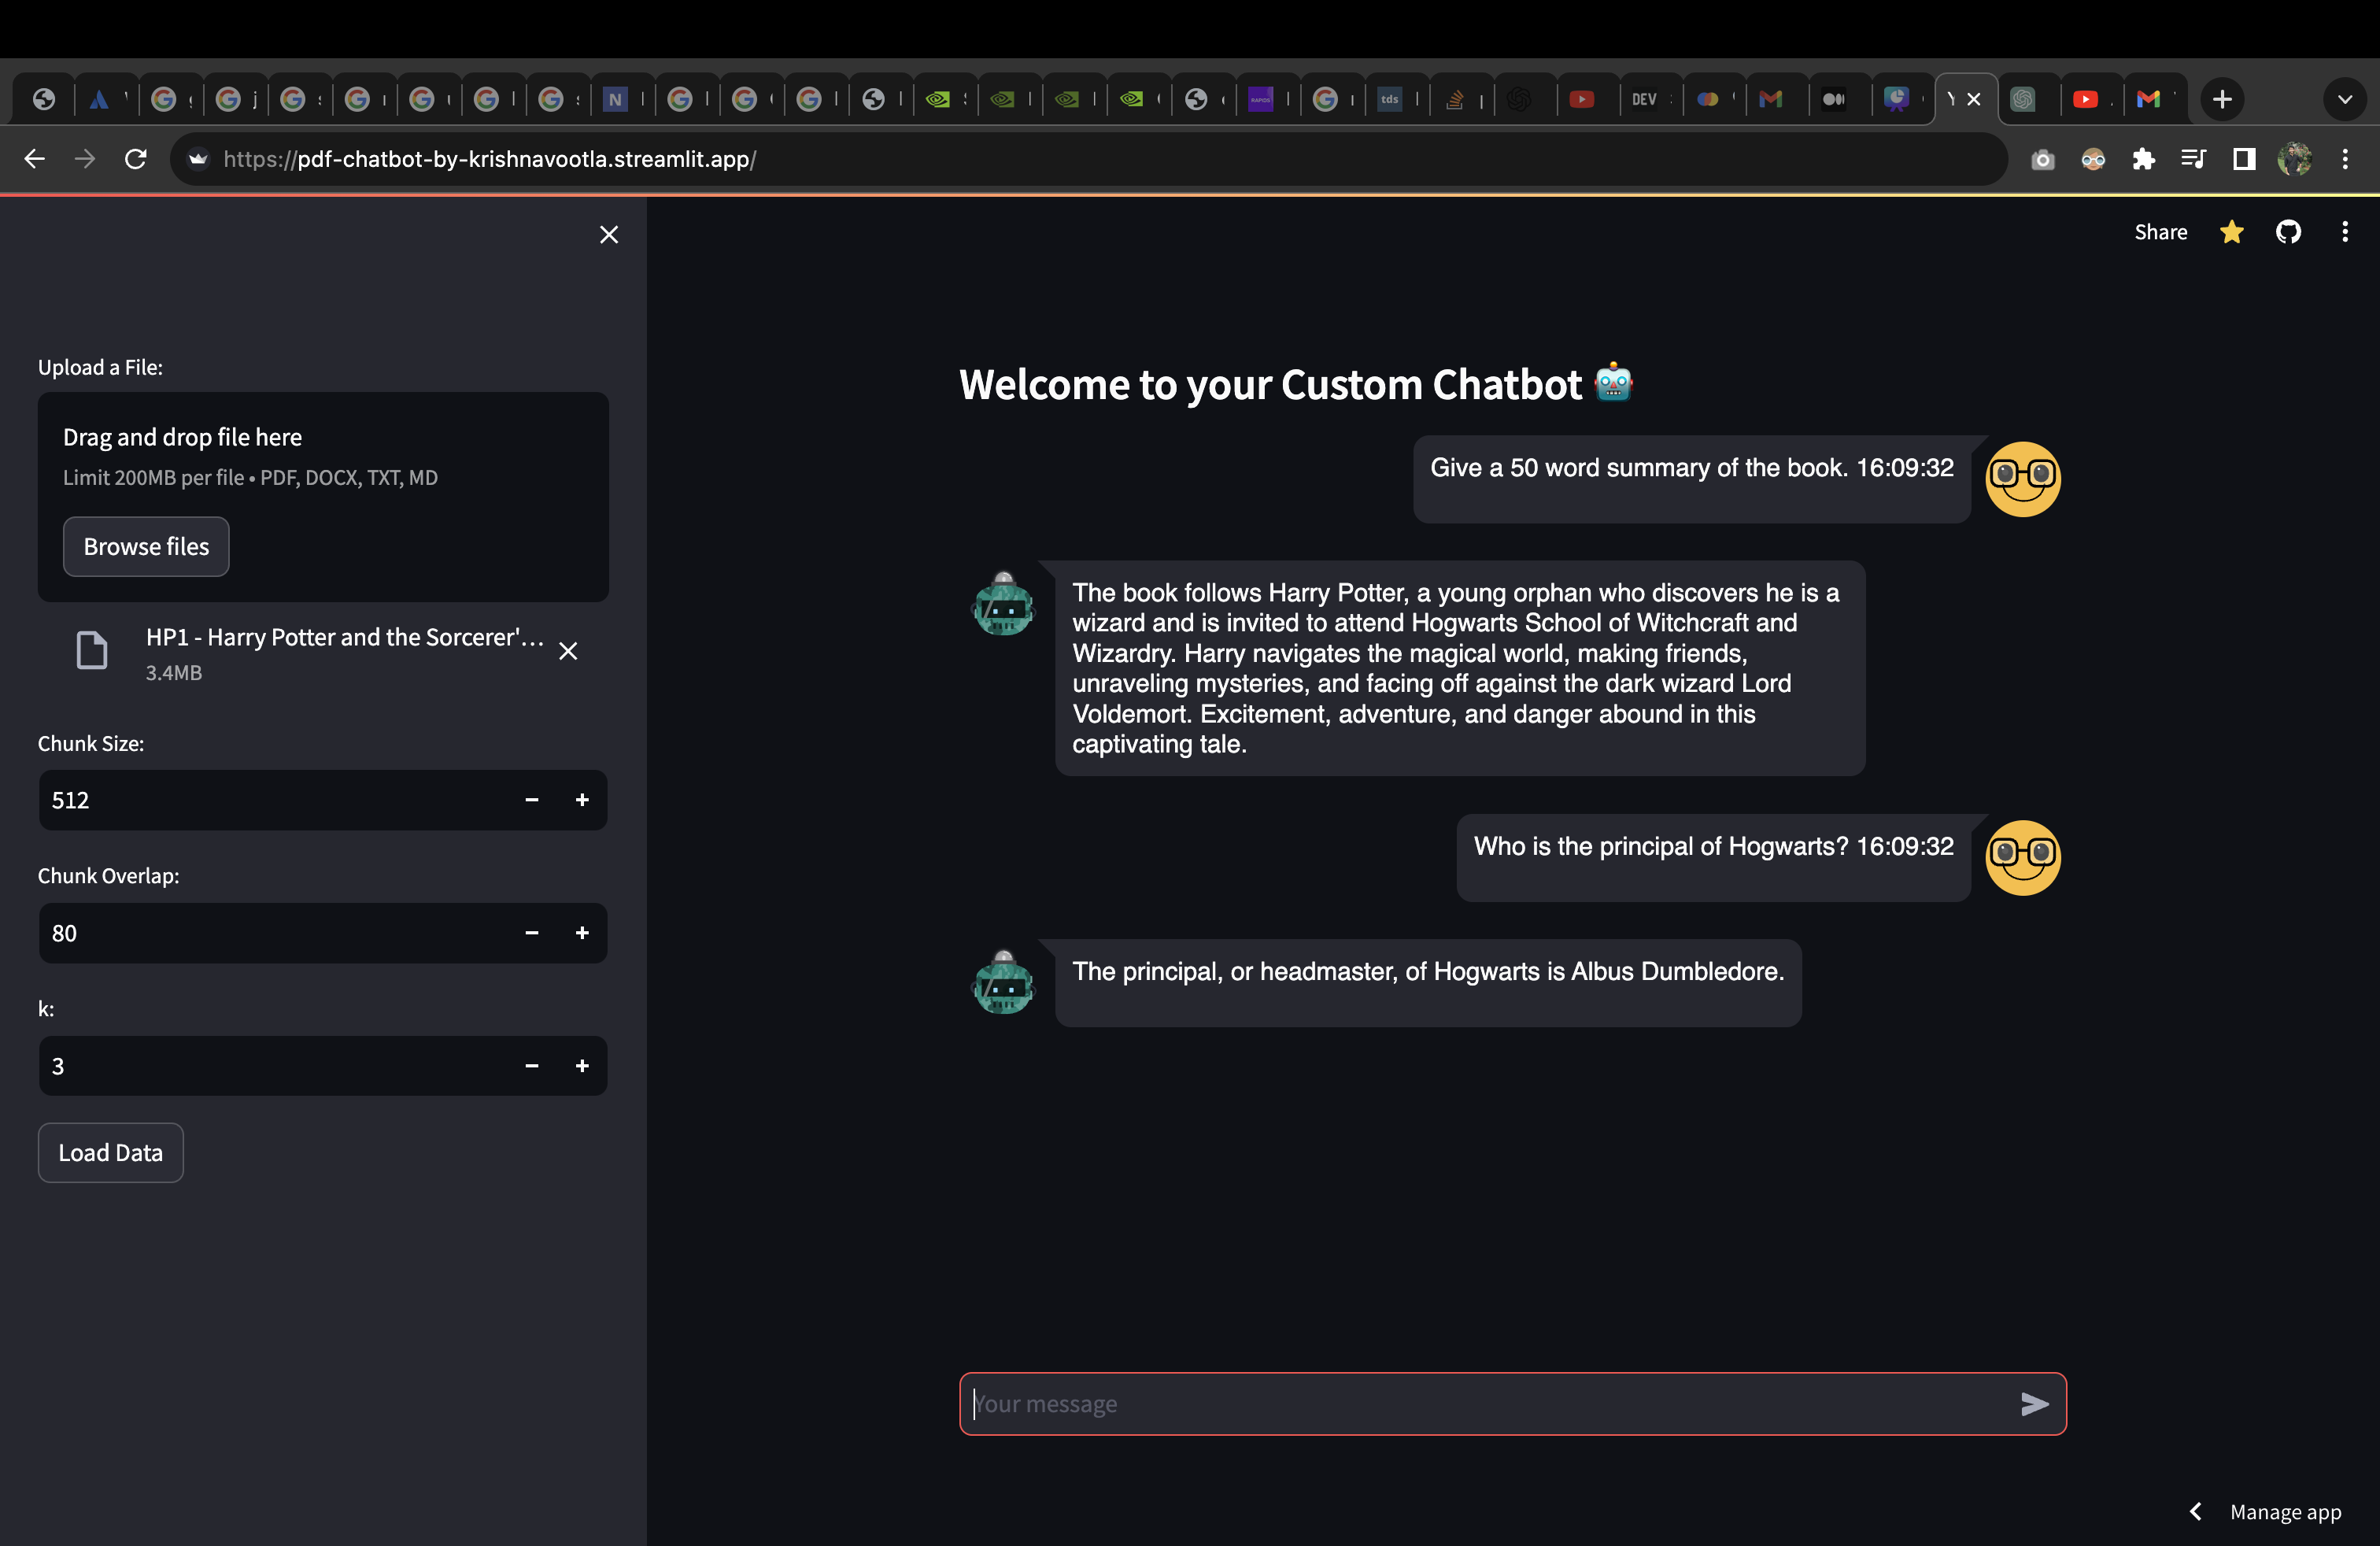 DEV
tds
RAPIDS
N
https://pdf-chatbot-by-krishnavootla.streamlit.app/
Share
Upload a File:
Drag and drop file here
Limit 200MB per file • PDF, DOCX, TXT, MD
Browse files
HP1 - Harry Potter and the Sorcerer'...
3.4MB
Chunk Size:
512
Chunk Overlap:
80
k:
3
Load Data
Welcome to your Custom Chatbot
Give a 50 word summary of the book. 16:09:32
The book follows Harry Potter, a young orphan who discovers he is a
wizard and is invited to attend Hogwarts School of Witchcraft and
Wizardry. Harry navigates the magical world, making friends,
unraveling mysteries, and facing off against the dark wizard Lord
Voldemort. Excitement, adventure, and danger abound in this
captivating tale.
Who is the principal of Hogwarts? 16:09:32
The principal, or headmaster, of Hogwarts is Albus Dumbledore.
Your message
Manage app